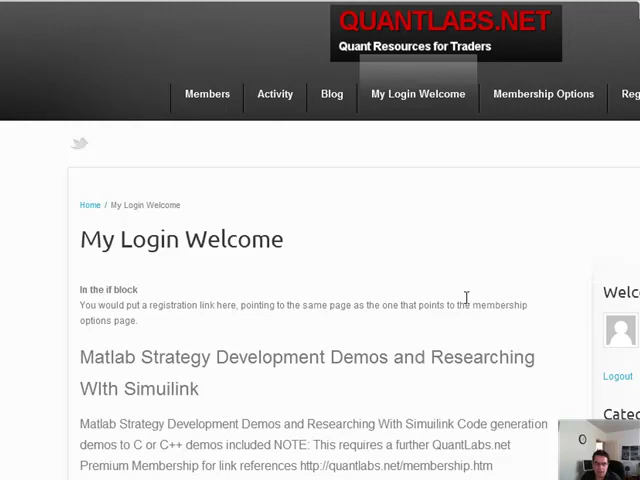 QUANTLABS.NET
Quant Resources for Traders
Members
Activity
Blog
My Login Welcome
Membership Options
Reg
Home / My Login Welcome
My Login Welcome
In the if block
You would put a registration link here, pointing to the same page as the one that points to the membership
options page.
Matlab Strategy Development Demos and Researching
WIth Simuilink
Matlab Strategy Development Demos and Researching With Simuilink Code generation
demos to C or C++ demos included NOTE: This requires a further QuantLabs.net
Premium Membership for link references http://quantlabs.net/membership.htm
Welc
Logout
Categ